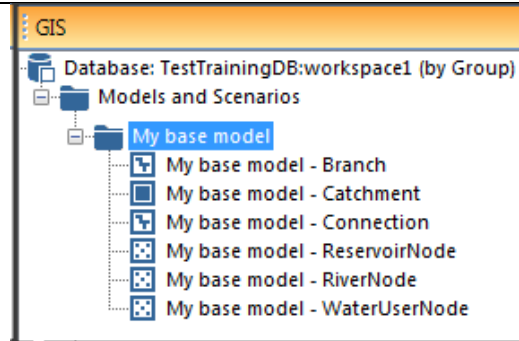 GIS
Database: TestTrainingDB:workspace1 (by Group)
Models and Scenarios
My base model
My base model - Branch
My base model - Catchment
My base model - Connection
My base model - ReservoirNode
My base model - RiverNode
My base model - WaterUserNode